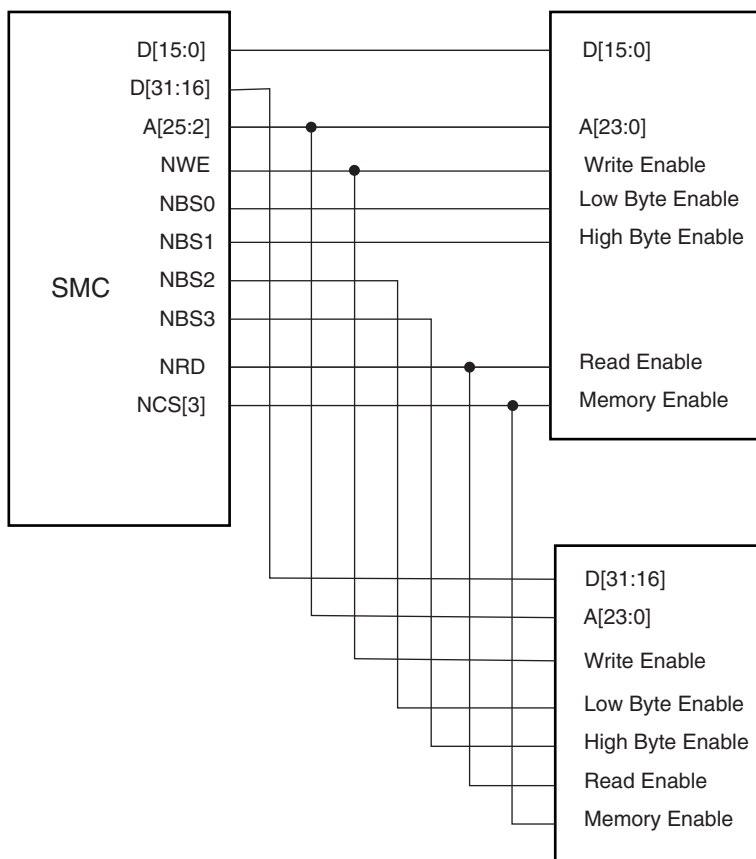 D[15:0] D[15:0]
D[31:16]
A[25:2] A[23:0]
NWE Write Enable
NBS0 Low Byte Enable
NBS1 High Byte Enable
NBS2
SMC
NBS3
NRD Read Enable
NCS[3] Memory Enable
D[31:16]
A[23:0]
Write Enable
Low Byte Enable
High Byte Enable
Read Enable
Memory Enable